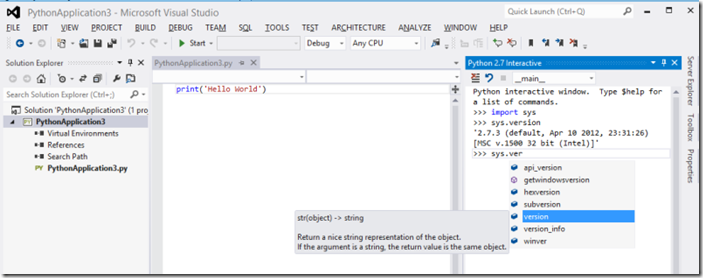 PythonApplication3 - Microsoft Visual Studio
Quick Launch (Ctrl+Q)
FILE EDIT VIEW PROJECT BUILD DEBUG TEAM SQL TOOLS TEST ARCHITECTURE ANALYZE WINDOW HELP
Start
Debug
Any CPU
Solution Explorer
Search Solution Explorer (Ctrl+;)
Solution 'PythonApplication3' (1 pro
PythonApplication3
Virtual Environments
References
Search Path
PythonApplication3.py
PythonApplication3.py
print('Hello World')
Python 2.7 Interactive
__main__
Python interactive window.  Type $help for
a list of commands.
>>> import sys
>>> sys.version
'2.7.3 (default, Apr 10 2012, 23:31:26)
[MSC v.1500 32 bit (Intel)]'
>>> sys.ver
api_version
getwindowsversion
hexversion
subversion
version
version_info
winver
str(object) -> string
Return a nice string representation of the object.
If the argument is a string, the return value is the same object.
Server Explorer
Toolbox
Properties